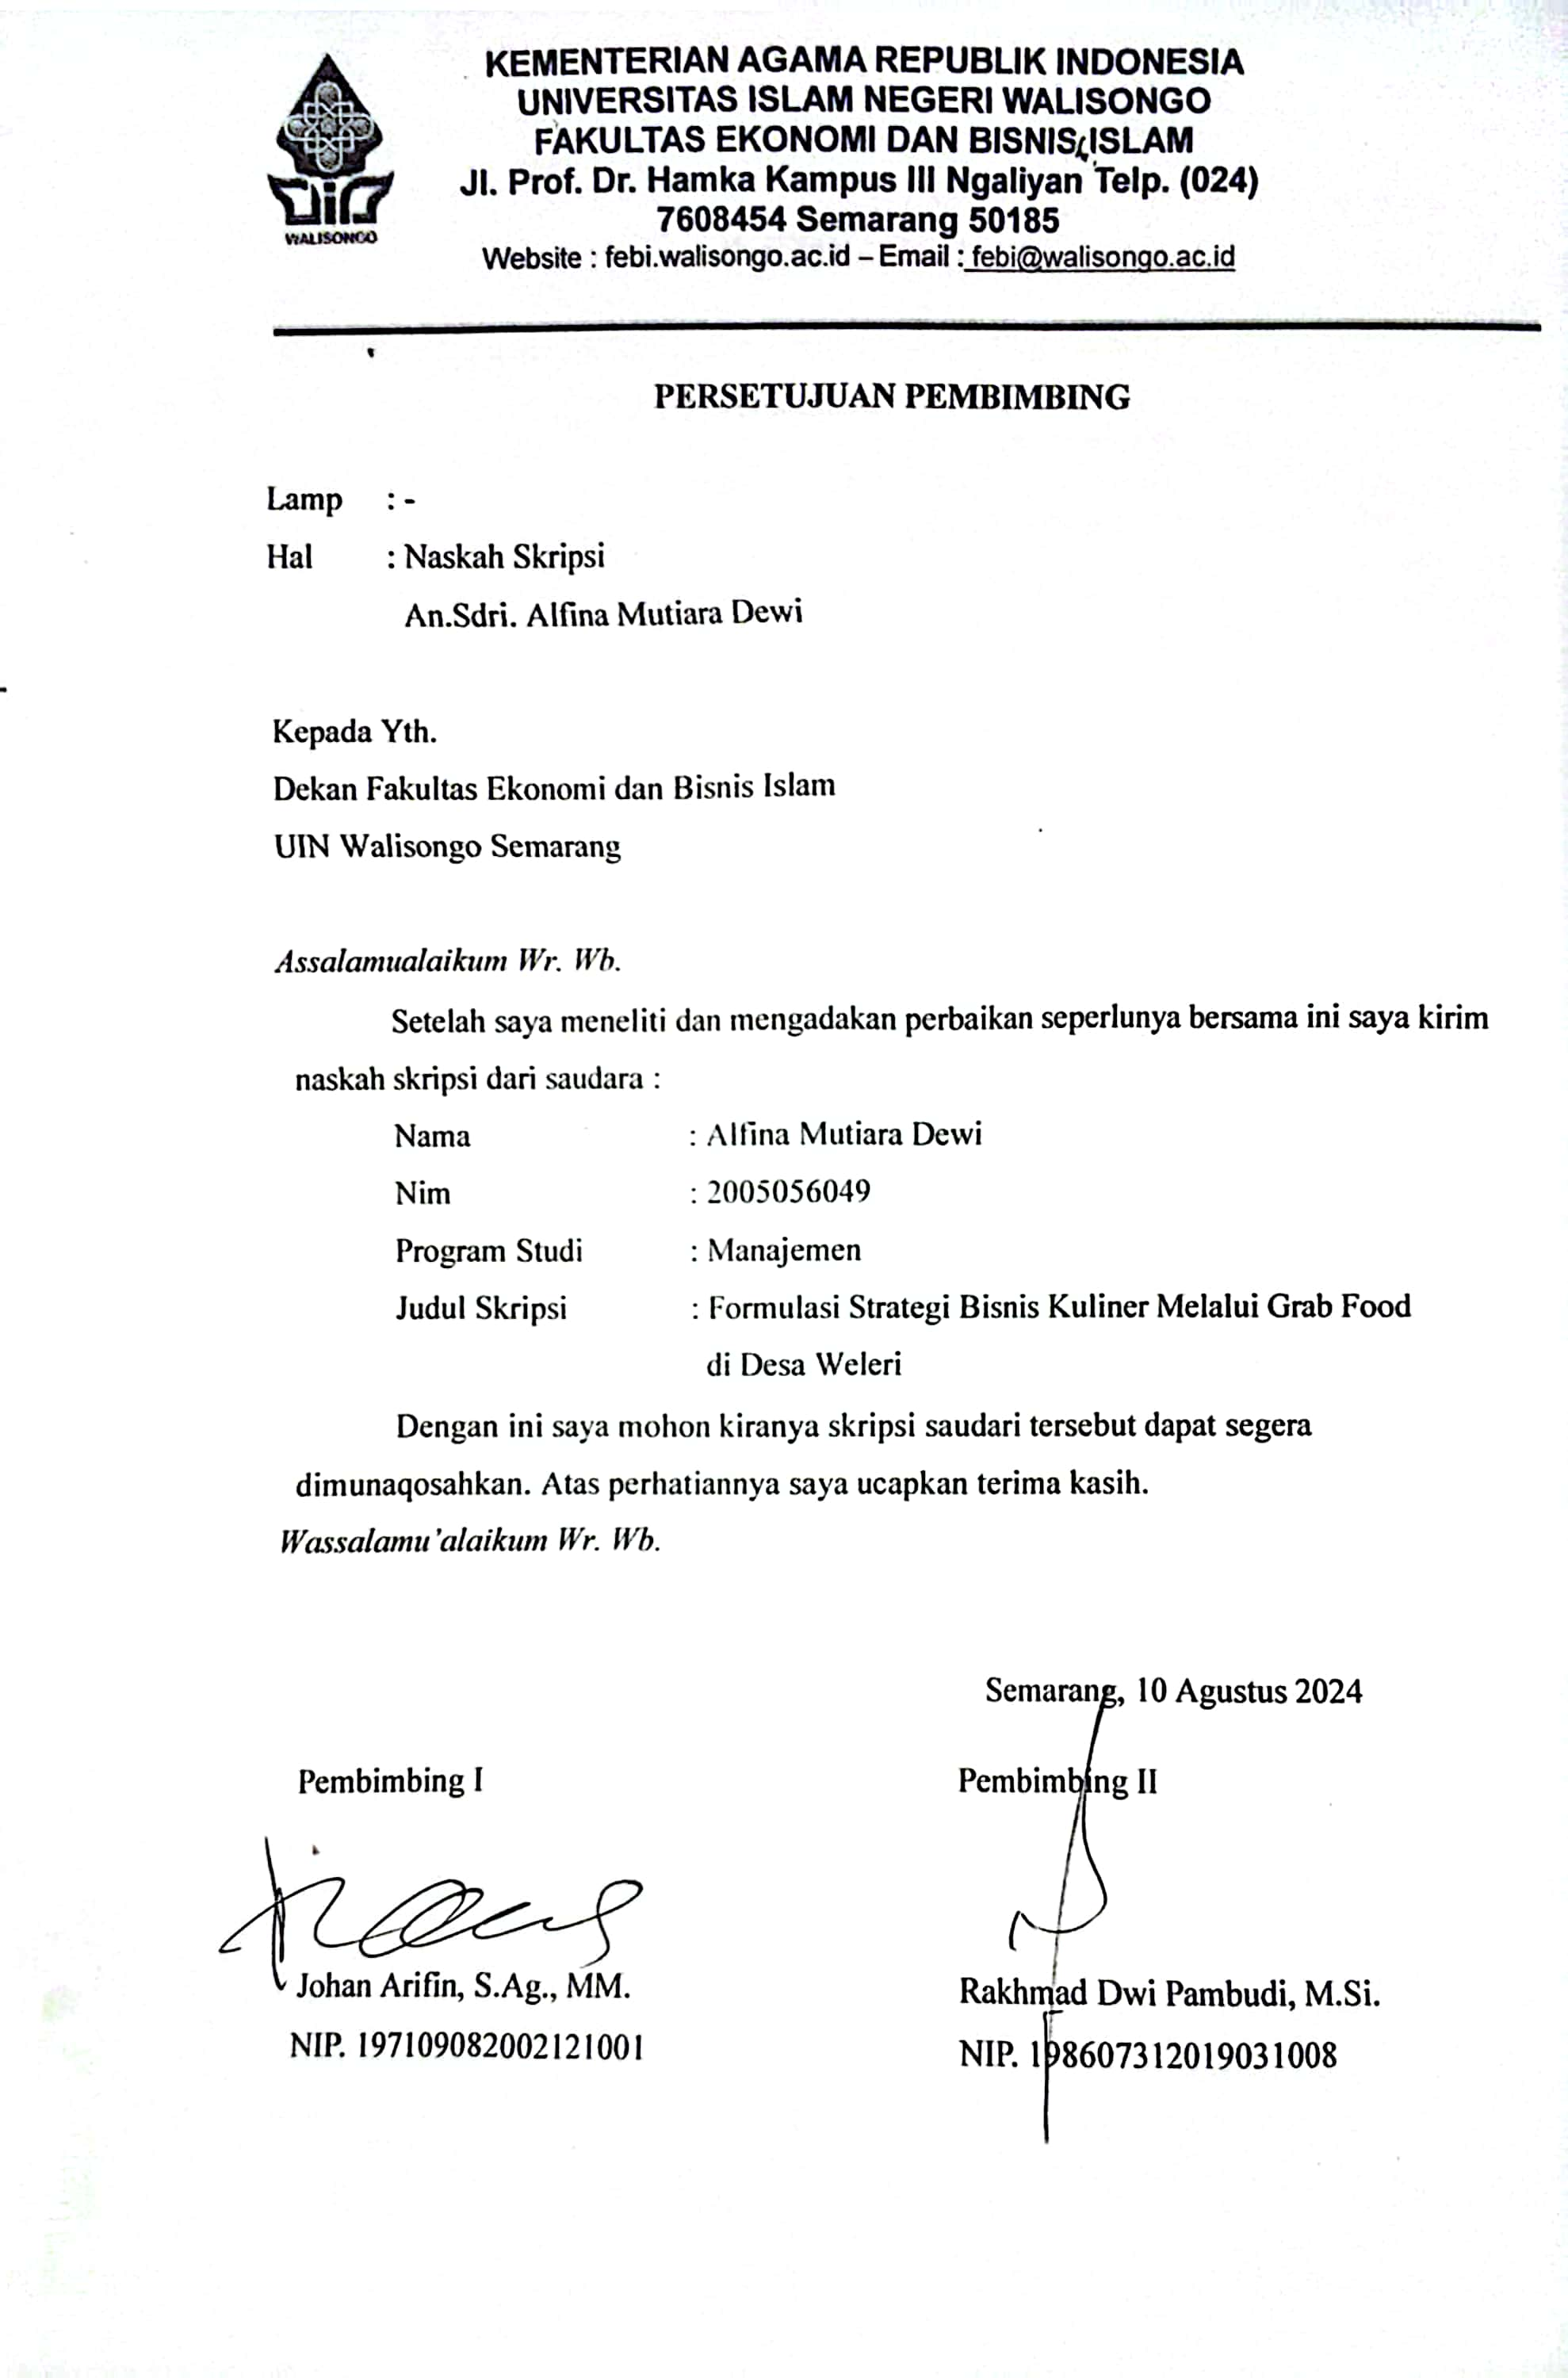 KEMENTERIAN AGAMA REPUBLIK INDONESIA
UNIVERSITAS ISLAM NEGERI WALISONGO
FAKULTAS EKONOMI DAN BISNIS ISLAM
Jl. Prof. Dr. Hamka Kampus III Ngaliyan Telp. (024)
7608454 Semarang 50185
Website : febi.walisongo.ac.id – Email : febi@walisongo.ac.id
WALISONGO
PERSETUJUAN PEMBIMBING
Lamp : -
Hal : Naskah Skripsi
An.Sdri. Alfina Mutiara Dewi
Kepada Yth.
Dekan Fakultas Ekonomi dan Bisnis Islam
UIN Walisongo Semarang
Assalamualaikum Wr. Wb.
Setelah saya meneliti dan mengadakan perbaikan seperlunya bersama ini saya kirim
naskah skripsi dari saudara :
Nama : Alfina Mutiara Dewi
Nim : 2005056049
Program Studi : Manajemen
Judul Skripsi : Formulasi Strategi Bisnis Kuliner Melalui Grab Food
di Desa Weleri
Dengan ini saya mohon kiranya skripsi saudari tersebut dapat segera
dimunaqosahkan. Atas perhatiannya saya ucapkan terima kasih.
Wassalamu'alaikum Wr. Wb.
Semarang, 10 Agustus 2024
Pembimbing I Pembimbing II
Johan Arifin, S.Ag., MM. Rakhmad Dwi Pambudi, M.Si.
NIP. 197109082002121001 NIP. 198607312019031008